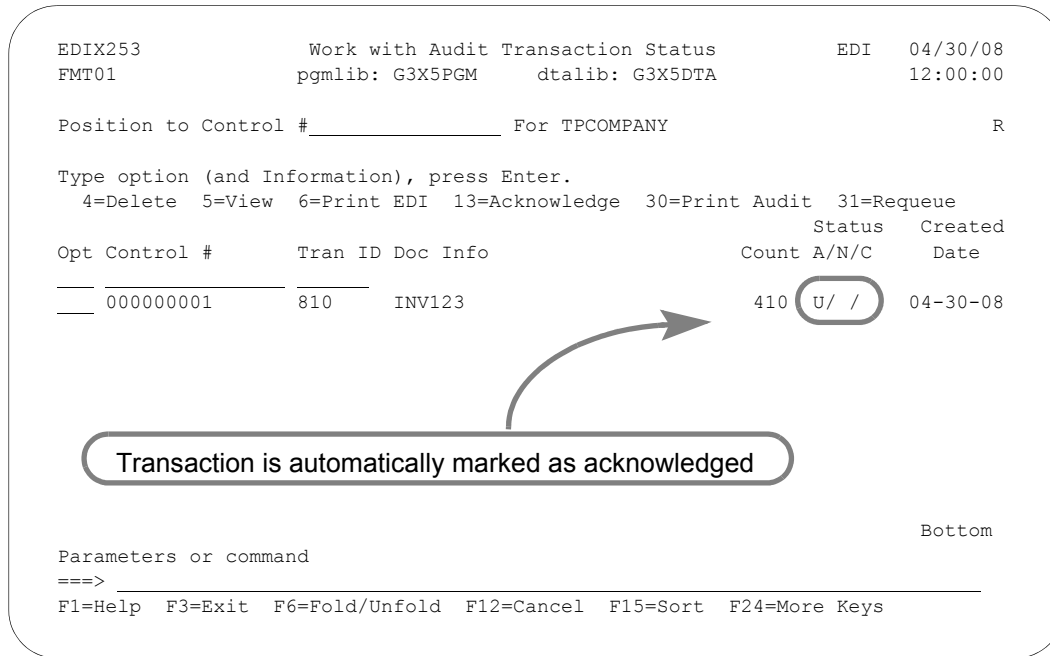 EDIX253 Work with Audit Transaction Status EDI 04/30/08
FMT01 pgmlib: G3X5PGM dtalib: G3X5DTA 12:00:00
Position to Control # For TPCOMPANY R
Type option (and Information), press Enter.
4=Delete 5=View 6=Print EDI 13=Acknowledge 30=Print Audit 31=Requeue
Status Created
Opt Control # Tran ID Doc Info Count A/N/C Date
000000001 810 INV123 410 U/ / 04-30-08
Transaction is automatically marked as acknowledged
Bottom
Parameters or command
===>
F1=Help F3=Exit F6=Fold/Unfold F12=Cancel F15=Sort F24=More Keys